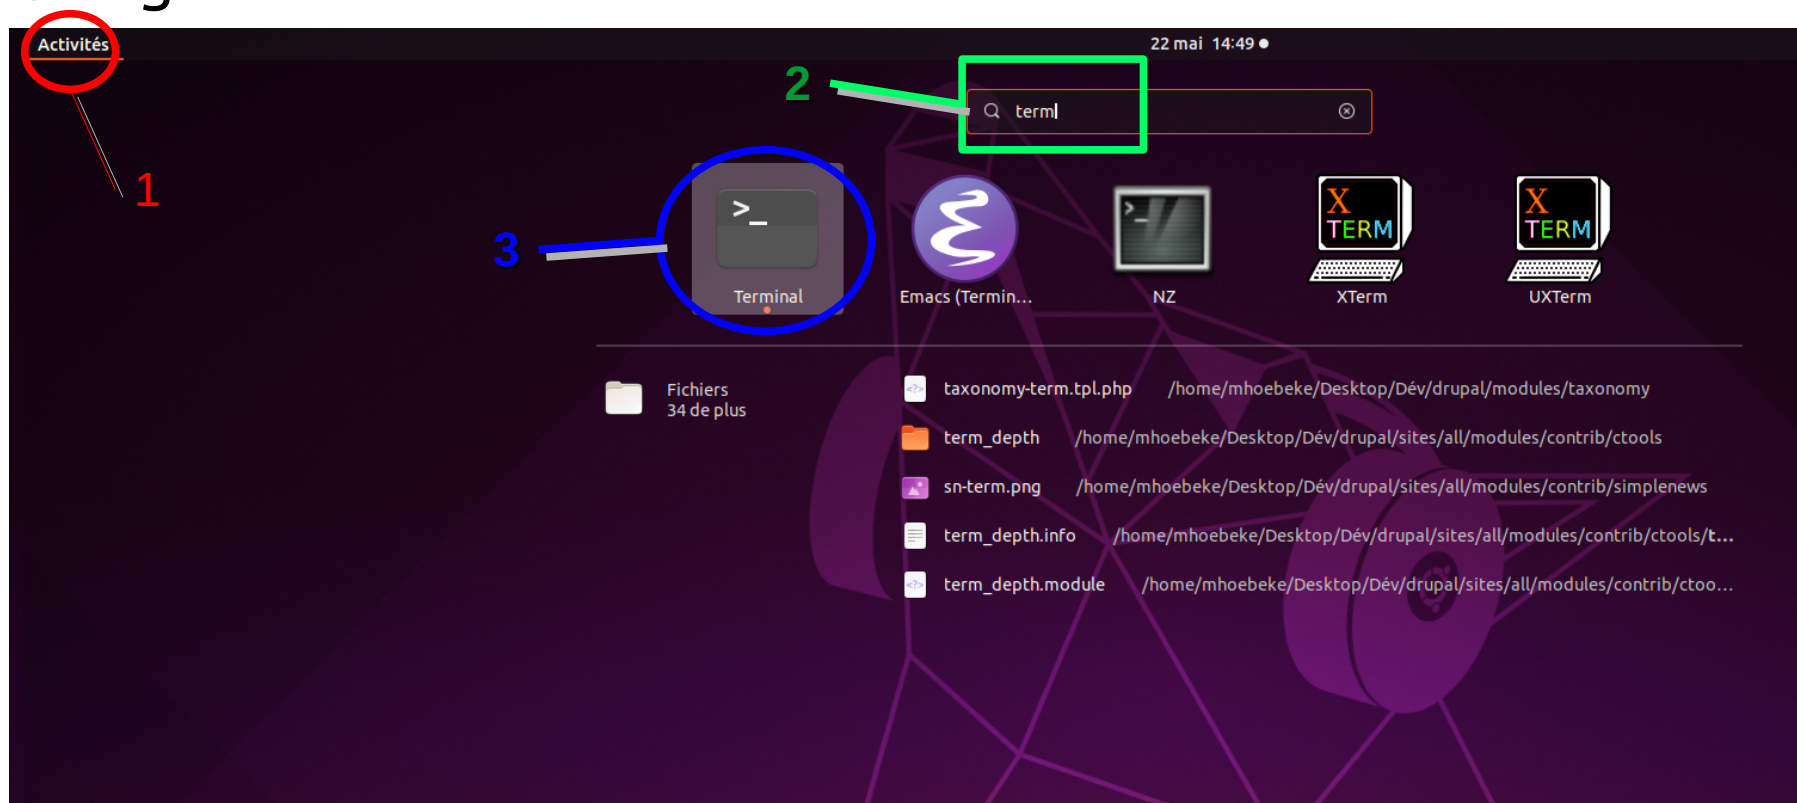 Activités
22 mai 14:49
2
term
1
3
>_
>_
X
TERM
X
TERM
Terminal
Emacs (Termin...
NZ
XTerm
UXTerm
Fichiers
34 de plus
taxonomy-term.tpl.php /home/mhoebeke/Desktop/Dév/drupal/modules/taxonomy
term_depth /home/mhoebeke/Desktop/Dév/drupal/sites/all/modules/contrib/ctools
sn-term.png /home/mhoebeke/Desktop/Dév/drupal/sites/all/modules/contrib/simplenews
term_depth.info /home/mhoebeke/Desktop/Dév/drupal/sites/all/modules/contrib/ctools/t...
term_depth.module /home/mhoebeke/Desktop/Dév/drupal/sites/all/modules/contrib/ctoo...